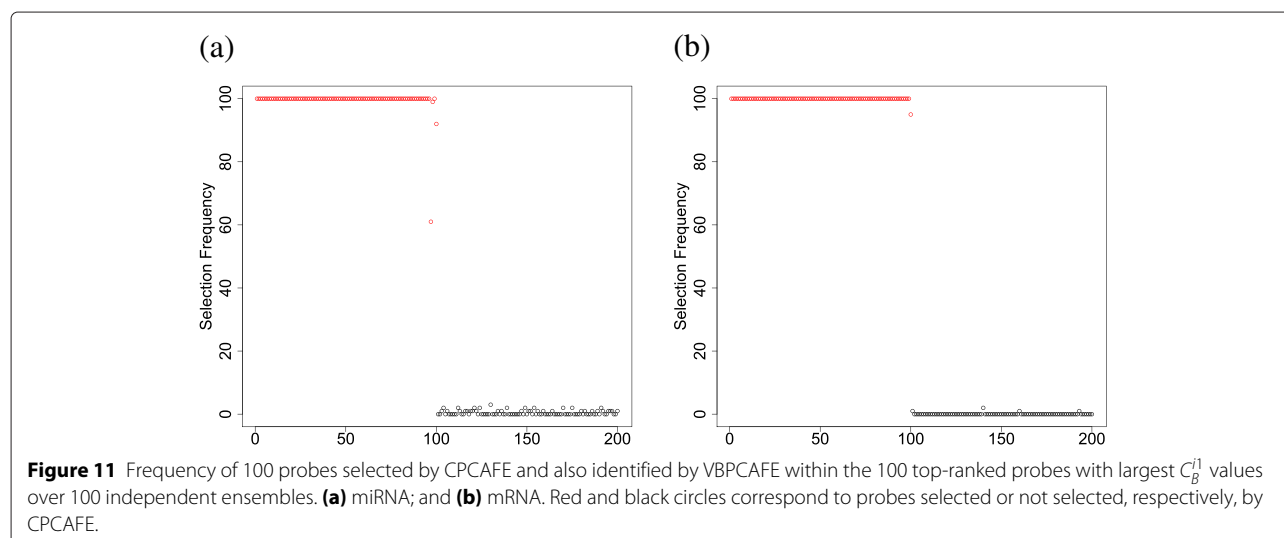 (a) (b)
Selection Frequency
100
80
60
40
20
0
0 50 100 150 200
Selection Frequency
100
80
60
40
20
0
0 50 100 150 200
Figure 11 Frequency of 100 probes selected by CPCAFE and also identified by VBPCAFE within the 100 top-ranked probes with largest C_B^{j1} values
over 100 independent ensembles. (a) miRNA; and (b) mRNA. Red and black circles correspond to probes selected or not selected, respectively, by
CPCAFE.